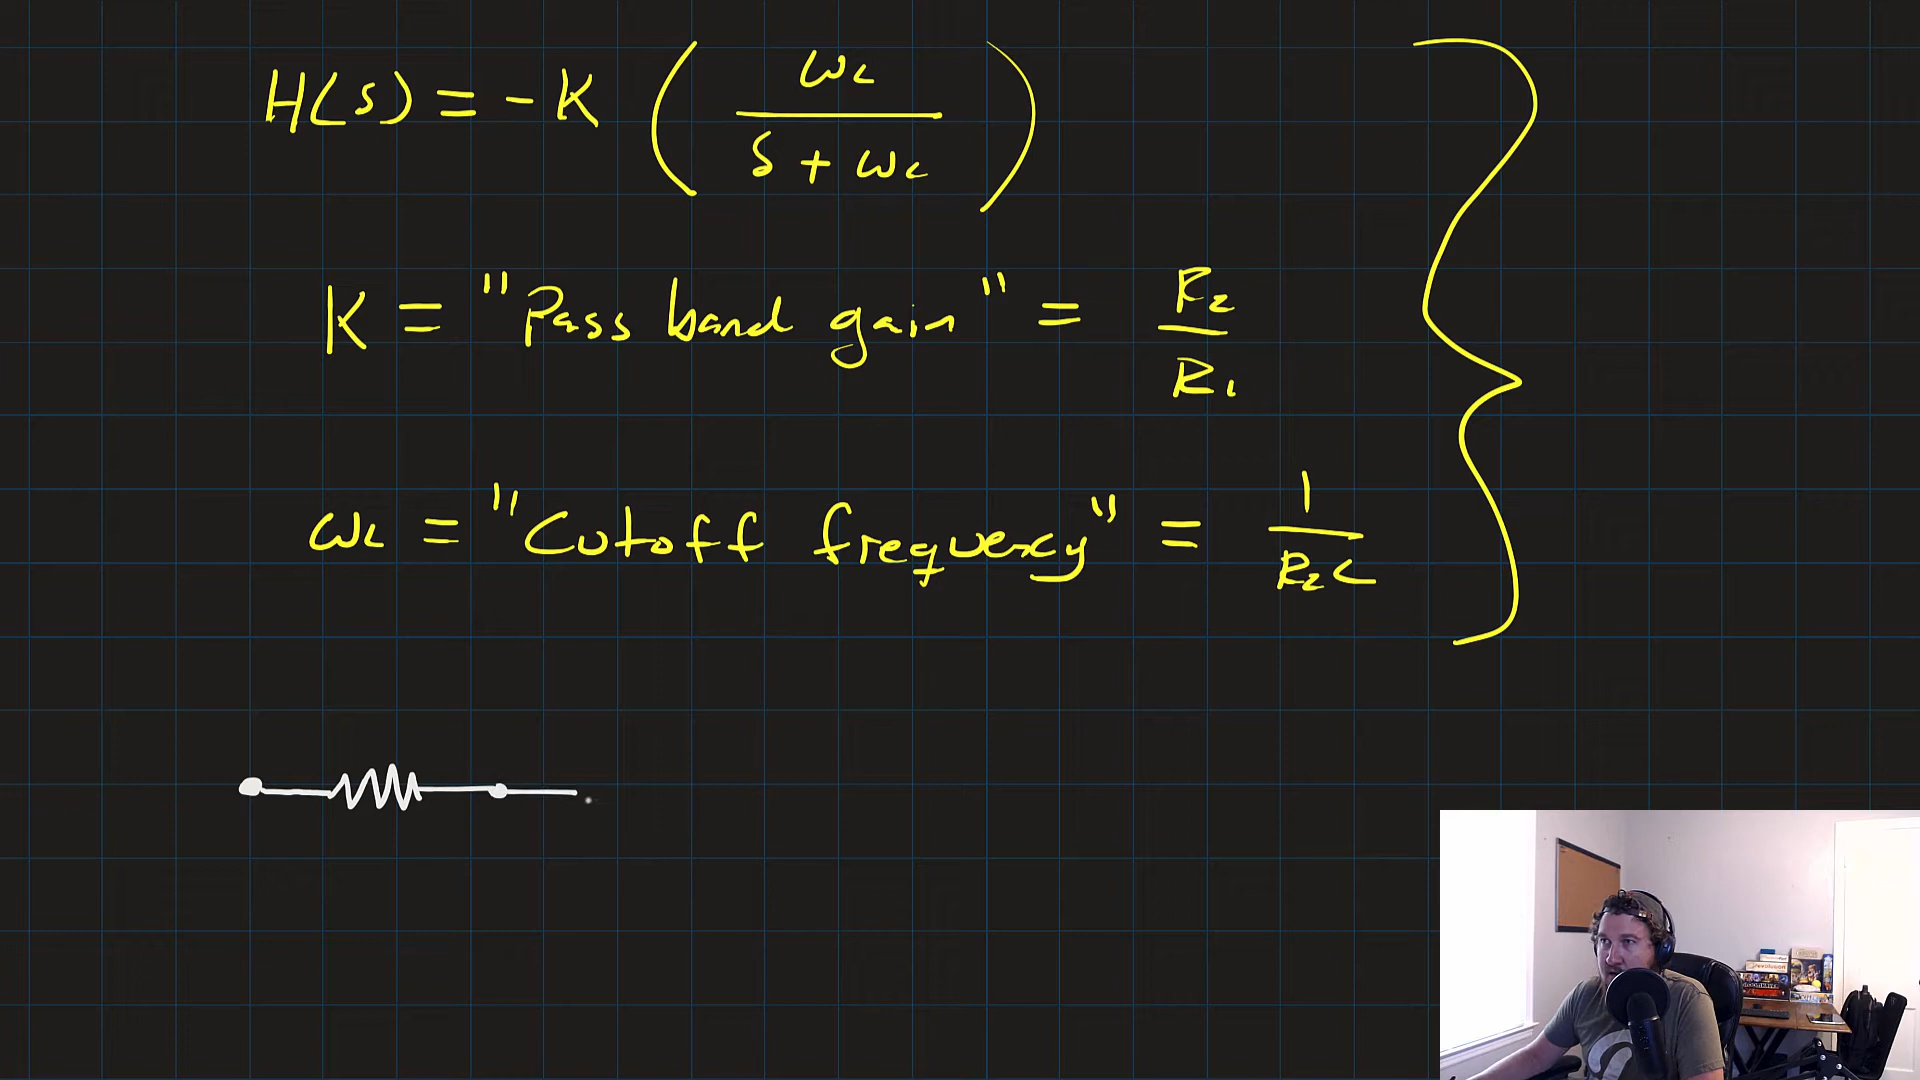 H(s) = -K ( ωc / (s + ωc) )
K = "Pass band gain" = R2 / R1
ωc = "Cutoff frequency" = 1 / R2C